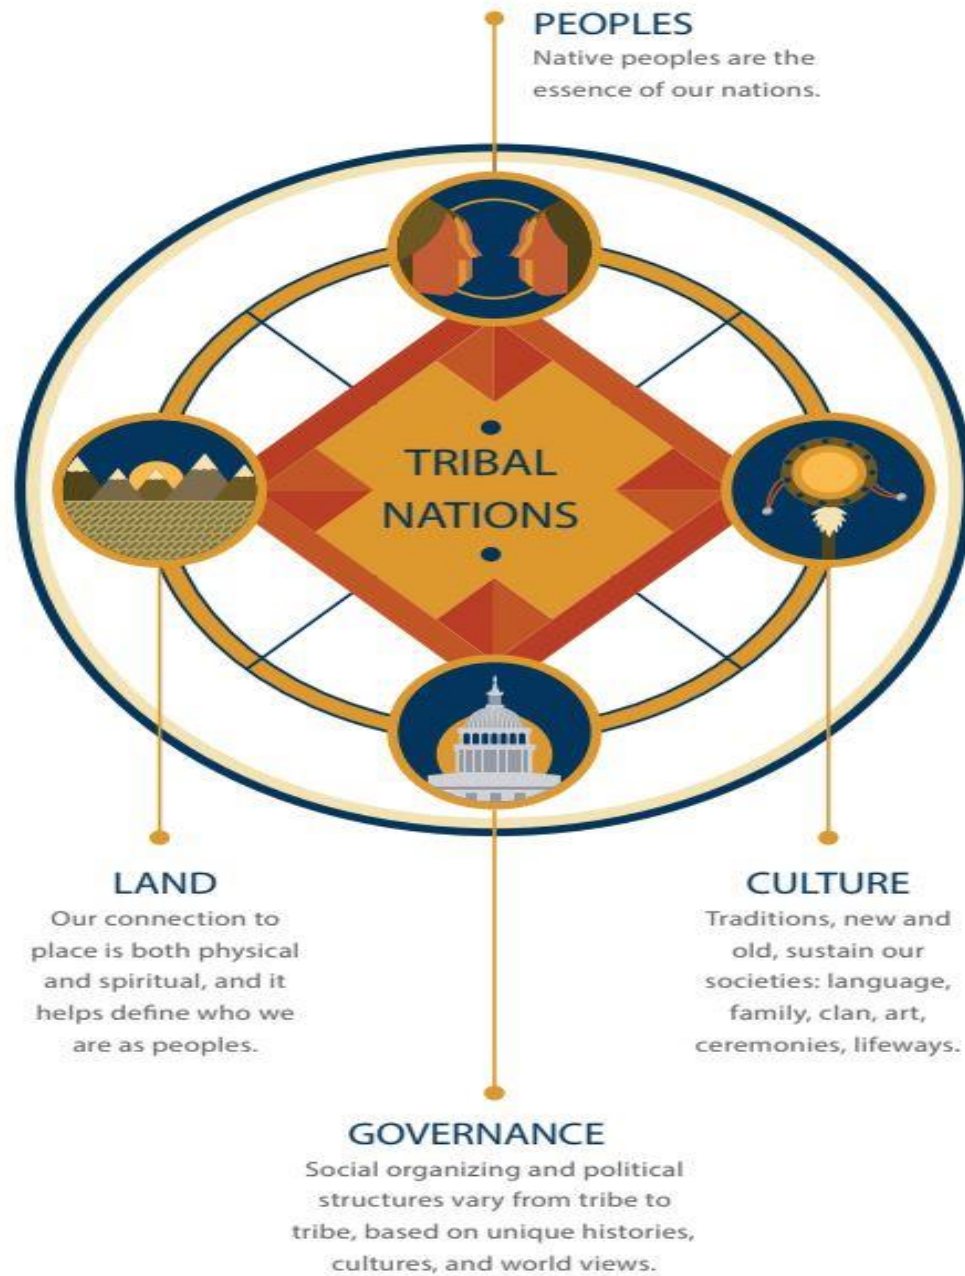 PEOPLES
Native peoples are the
essence of our nations.
TRIBAL
NATIONS
LAND
Our connection to
place is both physical
and spiritual, and it
helps define who we
are as peoples.
CULTURE
Traditions, new and
old, sustain our
societies: language,
family, clan, art,
ceremonies, lifeways.
GOVERNANCE
Social organizing and political
structures vary from tribe to
tribe, based on unique histories,
cultures, and world views.